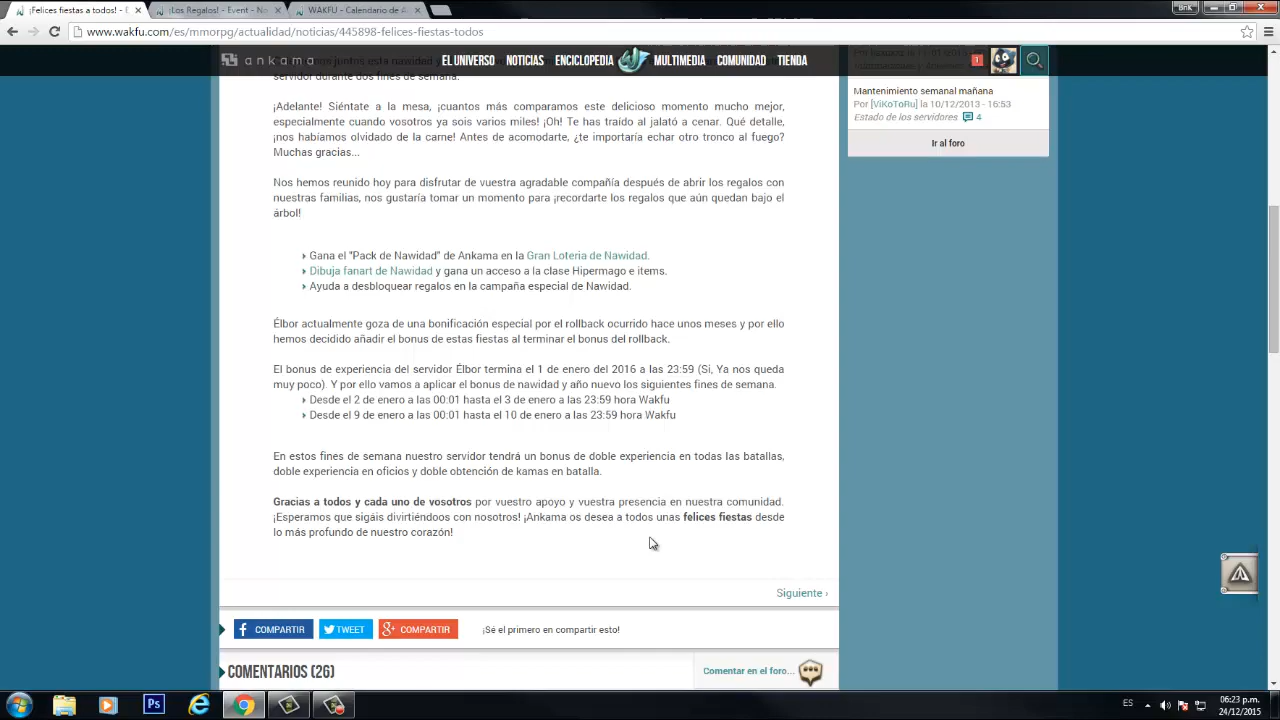 ¡Felices fiestas a todos! - E
¡Los Regalos! - Event - Na
WAKFU - Calendario de A
BnK
www.wakfu.com/es/mmorpg/actualidad/noticias/445898-felices-fiestas-todos
ankama
EL UNIVERSO NOTICIAS ENCICLOPEDIA MULTIMEDIA COMUNIDAD TIENDA
1
servidor durante dos fines de semana.
¡Adelante! Siéntate a la mesa, ¡cuantos más comparamos este delicioso momento mucho mejor,
especialmente cuando vosotros ya sois varios miles! ¡Oh! Te has traído al jalató a cenar. Qué detalle,
¡nos habíamos olvidado de la carne! Antes de acomodarte, ¿te importaría echar otro tronco al fuego?
Muchas gracias...
Nos hemos reunido hoy para disfrutar de vuestra agradable compañía después de abrir los regalos con
nuestras familias, nos gustaría tomar un momento para ¡recordarte los regalos que aún quedan bajo el
árbol!
Gana el "Pack de Nawidad" de Ankama en la Gran Loteria de Nawidad.
Dibuja fanart de Nawidad y gana un acceso a la clase Hipermago e items.
Ayuda a desbloquear regalos en la campaña especial de Nawidad.
Élbor actualmente goza de una bonificación especial por el rollback ocurrido hace unos meses y por ello
hemos decidido añadir el bonus de estas fiestas al terminar el bonus del rollback.
El bonus de experiencia del servidor Élbor termina el 1 de enero del 2016 a las 23:59 (Si, Ya nos queda
muy poco). Y por ello vamos a aplicar el bonus de nawidad y año nuevo los siguientes fines de semana.
Desde el 2 de enero a las 00:01 hasta el 3 de enero a las 23:59 hora Wakfu
Desde el 9 de enero a las 00:01 hasta el 10 de enero a las 23:59 hora Wakfu
En estos fines de semana nuestro servidor tendrá un bonus de doble experiencia en todas las batallas,
doble experiencia en oficios y doble obtención de kamas en batalla.
Gracias a todos y cada uno de vosotros por vuestro apoyo y vuestra presencia en nuestra comunidad.
¡Esperamos que sigáis divirtiéndoos con nosotros! ¡Ankama os desea a todos unas felices fiestas desde
lo más profundo de nuestro corazón!
Siguiente ›
COMPARTIR TWEET COMPARTIR ¡Sé el primero en compartir esto!
COMENTARIOS (26)
Comentar en el foro...
Mantenimiento semanal mañana
Por [ViKoToRu] la 10/12/2013 - 16:53
Estado de los servidores 4
Ir al foro
ES
06:23 p.m.
24/12/2015